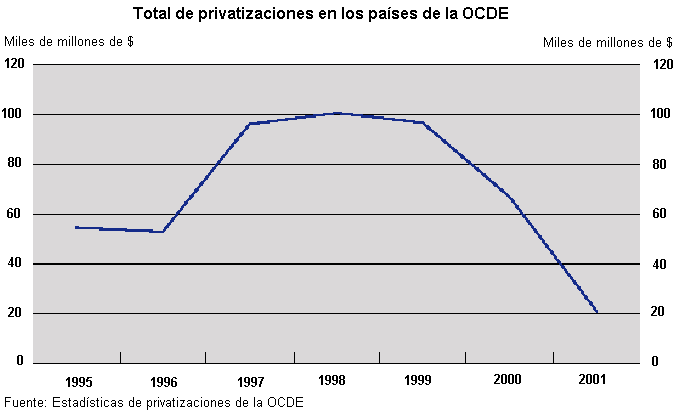 Total de privatizaciones en los países de la OCDE
Miles de millones de $ Miles de millones de $
120 120
100 100
80 80
60 60
40 40
20 20
0 0
1995 1996 1997 1998 1999 2000 2001
Fuente: Estadísticas de privatizaciones de la OCDE